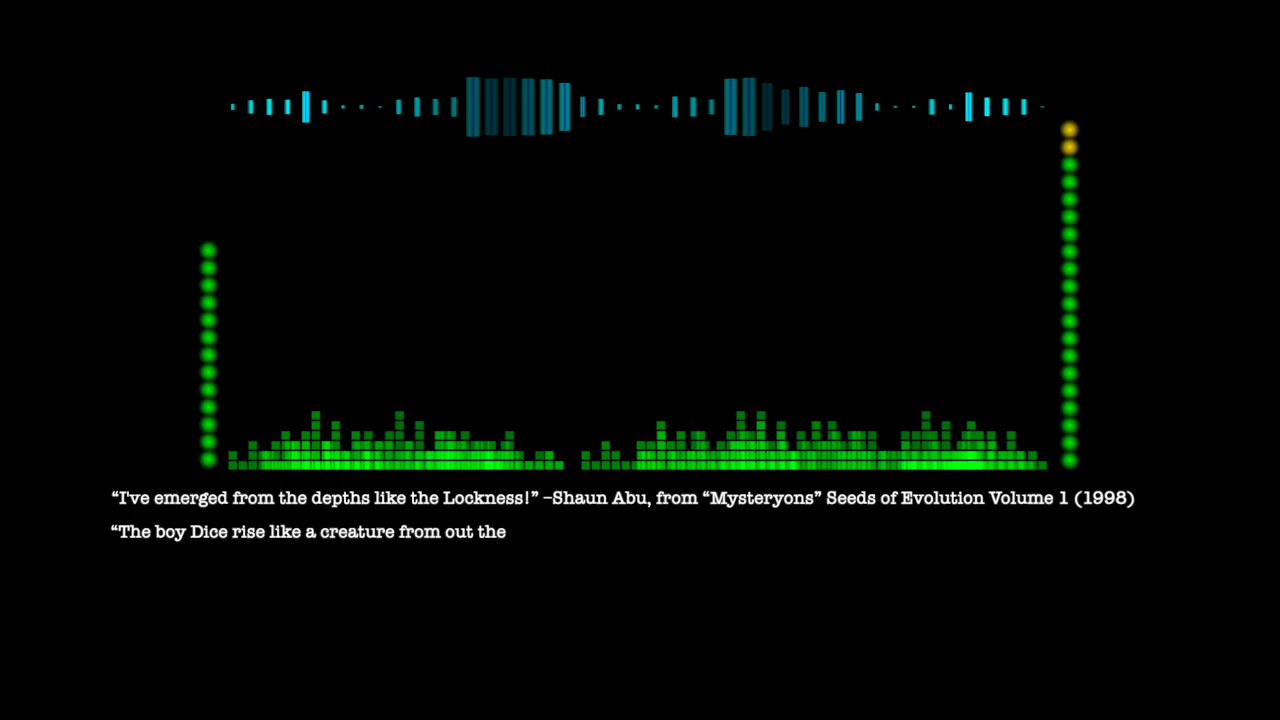 “I've emerged from the depths like the Lockness!” –Shaun Abu, from “Mysteryons” Seeds of Evolution Volume 1 (1998)
“The boy Dice rise like a creature from out the